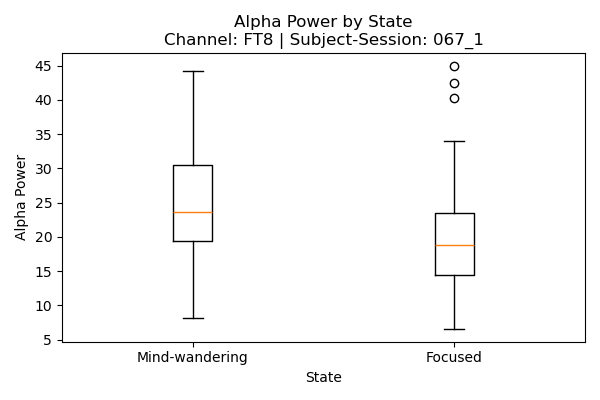 Alpha Power by State
Channel: FT8 | Subject-Session: 067_1
Alpha Power
45
40
35
30
25
20
15
10
5
Mind-wandering
Focused
State